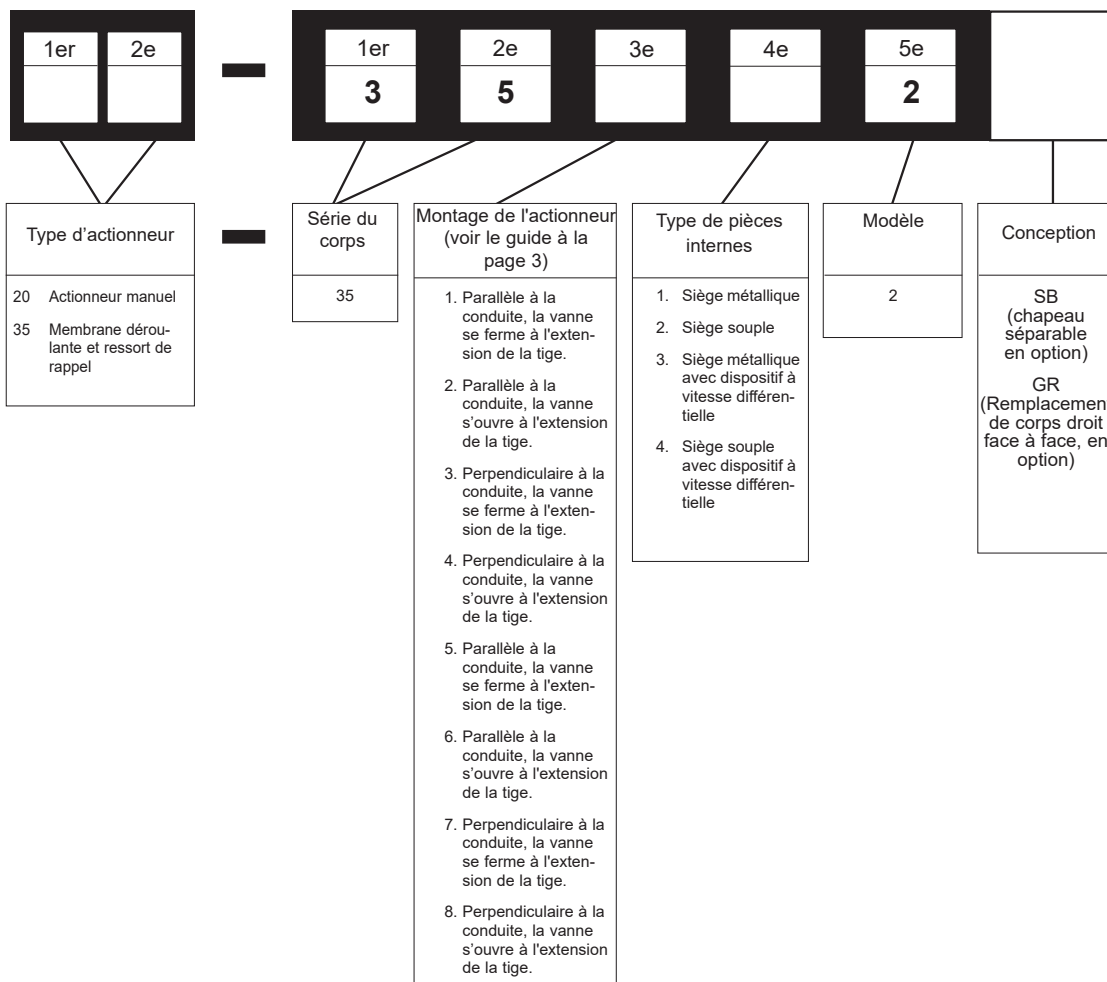 1er
2e
1er
2e
3e
4e
5e
3
5
2
Type d'actionneur
20 Actionneur manuel
35 Membrane dérou-
lante et ressort de
rappel
Série du
corps
35
Montage de l'actionneur
(voir le guide à la
page 3)
1. Parallèle à la
conduite, la vanne
se ferme à l'exten-
sion de la tige.
2. Parallèle à la
conduite, la vanne
s'ouvre à l'extension
de la tige.
3. Perpendiculaire à la
conduite, la vanne
se ferme à l'exten-
sion de la tige.
4. Perpendiculaire à la
conduite, la vanne
s'ouvre à l'extension
de la tige.
5. Parallèle à la
conduite, la vanne
se ferme à l'exten-
sion de la tige.
6. Parallèle à la
conduite, la vanne
s'ouvre à l'extension
de la tige.
7. Perpendiculaire à la
conduite, la vanne
se ferme à l'exten-
sion de la tige.
8. Perpendiculaire à la
conduite, la vanne
s'ouvre à l'extension
de la tige.
Type de pièces
internes
1. Siège métallique
2. Siège souple
3. Siège métallique
avec dispositif à
vitesse différen-
tielle
4. Siège souple
avec dispositif à
vitesse différen-
tielle
Modèle
2
Conception
SB
(chapeau
séparable
en option)
GR
(Remplacement
de corps droit
face à face, en
option)